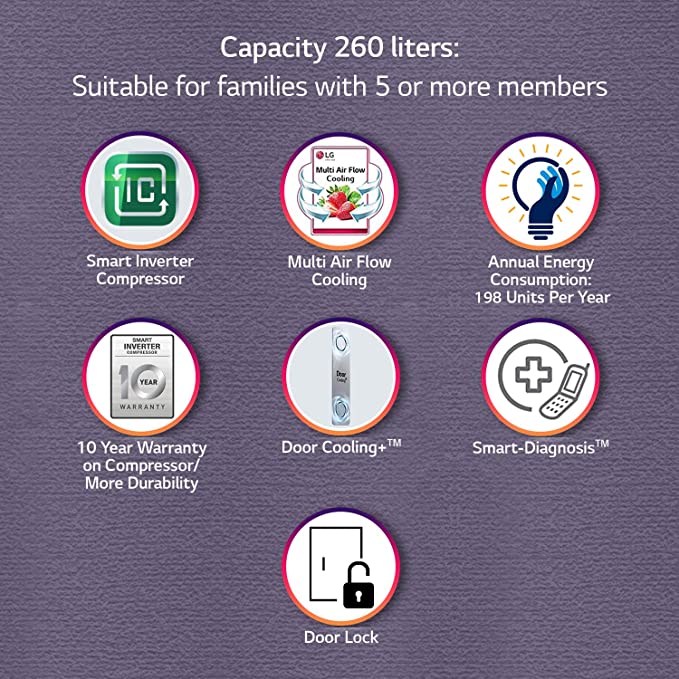 Capacity 260 liters:
Suitable for families with 5 or more members
IC
Smart Inverter
Compressor
LG
Multi Air Flow
Cooling
Multi Air Flow
Cooling
Annual Energy
Consumption:
198 Units Per Year
SMART
INVERTER
COMPRESSOR
10 YEAR
WARRANTY
10 Year Warranty
on Compressor/
More Durability
Door
Cooling+
Door Cooling+™
Smart-Diagnosis™
Door Lock